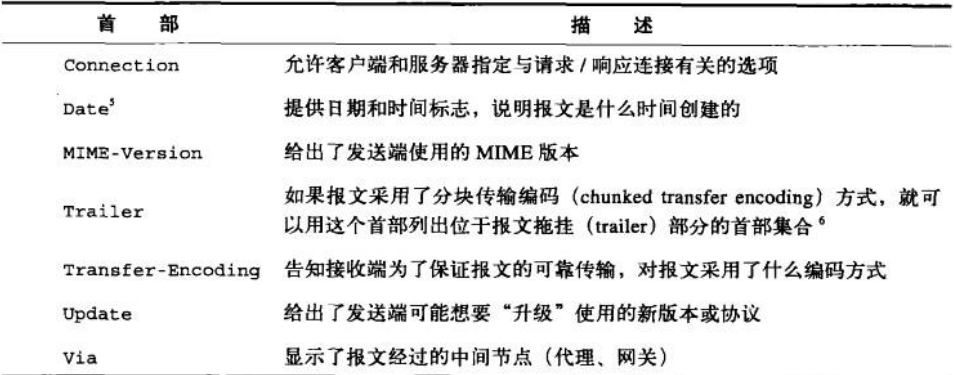 首 部 描 述
Connection 允许客户端和服务器指定与请求/响应连接有关的选项
Date⁵ 提供日期和时间标志，说明报文是什么时间创建的
MIME-Version 给出了发送端使用的 MIME 版本
如果报文采用了分块传输编码（chunked transfer encoding）方式，就可
Trailer
以用这个首部列出位于报文拖挂（trailer）部分的首部集合⁶
Transfer-Encoding 告知接收端为了保证报文的可靠传输，对报文采用了什么编码方式
Update 给出了发送端可能想要“升级”使用的新版本或协议
Via 显示了报文经过的中间节点（代理、网关）